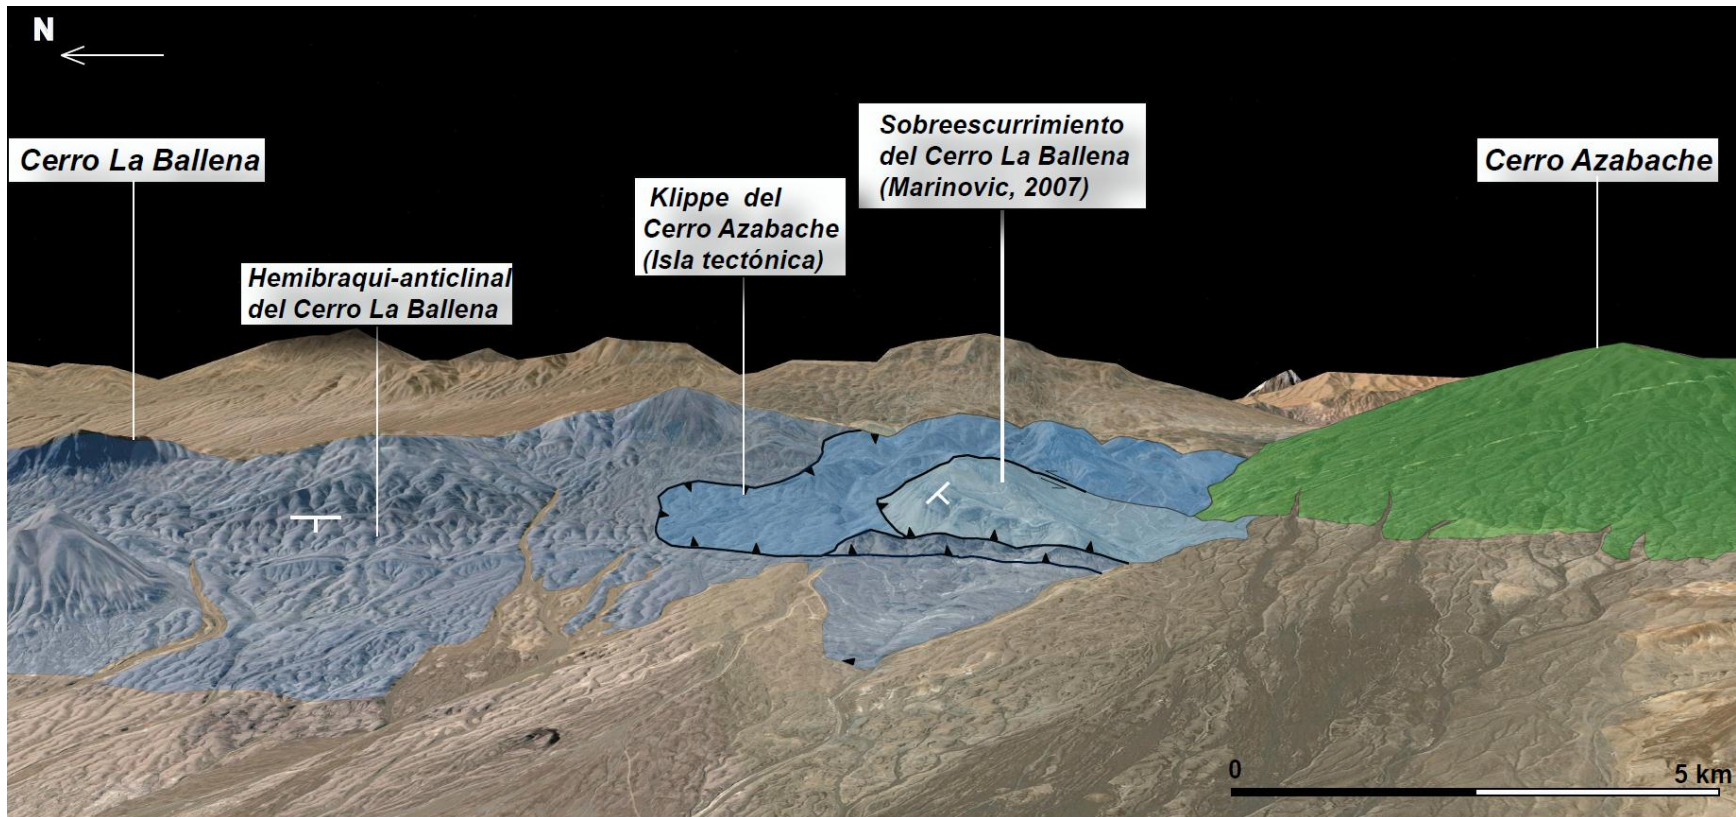 N
Cerro La Ballena
Hemibraqui-anticlinal
del Cerro La Ballena
Klippe del
Cerro Azabache
(Isla tectónica)
Sobreescurrimiento
del Cerro La Ballena
(Marinovic, 2007)
Cerro Azabache
0
5 km